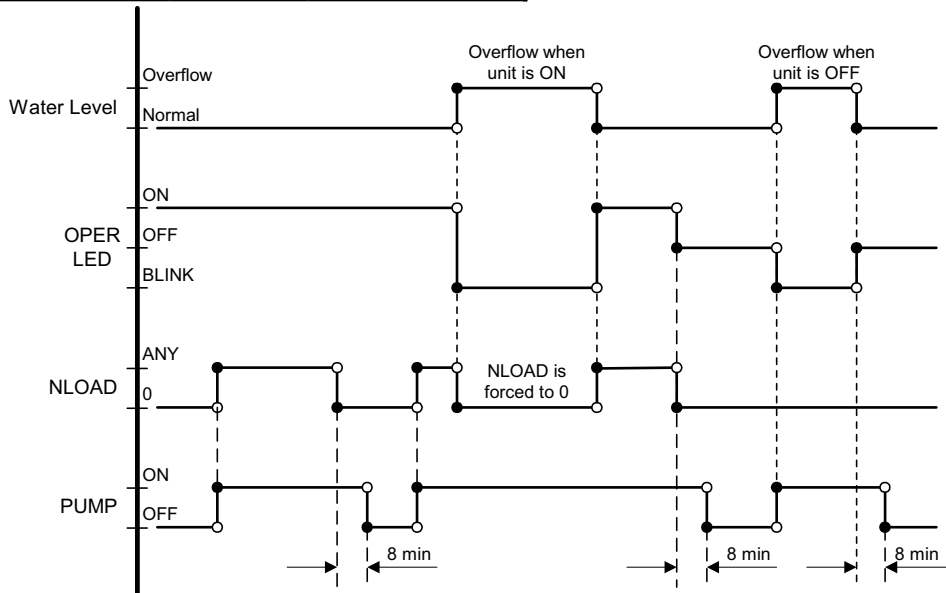 Overflow when
unit is ON
Overflow when
unit is OFF
Overflow
Water Level
Normal
ON
OPER
LED
OFF
BLINK
ANY
NLOAD
0
NLOAD is
forced to 0
ON
PUMP
OFF
8 min
8 min
8 min